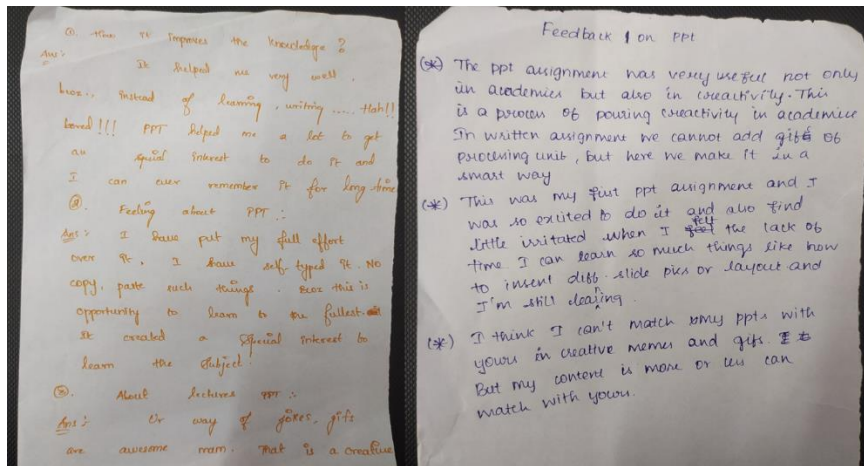 ①. How it improves the knowledge?
Ans:
It helped me very well.
bcoz., instead of learning, writing ..... Hah!!
bored!!! PPT helped me a lot to get
an special interest to do it and
I can ever remember it for long time
②. Feeling about PPT:
Ans: I have put my full effort
over it, I have self typed it. No
copy, paste such things. Bcoz this is
opportunity to learn to the fullest.
It created a special interest to
learn the subject.
③. About lectures PPT:
Ans: Ur way of jokes, gifs
are awesome mam. That is a creative
Feedback 1 on PPT
(*) The ppt assignment was very useful not only
in academics but also in creactivity. This
is a process of pouring creactivity in academics
In written assignment we cannot add gifs of
processing unit, but here we make it in a
smart way
(*) This was my first ppt assignment and I
was so exited to do it and also find
little irritated when I felt the lack of
time I can learn so much things like how
to insert diff. slide pics or layout and
I'm still learning.
(*) I think I can't match my ppts with
yours in creative memes and gifs.
But my content is more or less can
match with yours.